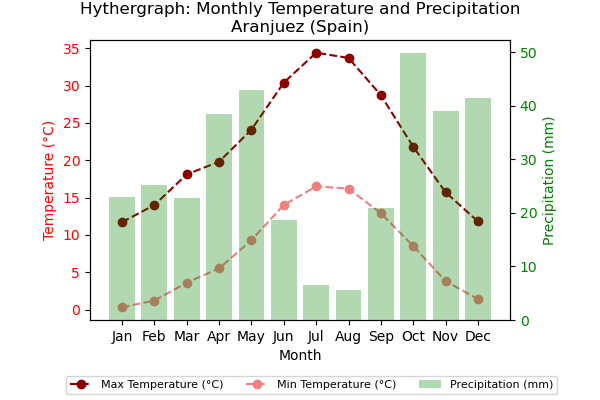 Hythergraph: Monthly Temperature and Precipitation
Aranjuez (Spain)
Temperature (°C)
35
30
25
20
15
10
5
0
Precipitation (mm)
50
40
30
20
10
0
Jan Feb Mar Apr May Jun Jul Aug Sep Oct Nov Dec
Month
Max Temperature (°C) Min Temperature (°C) Precipitation (mm)